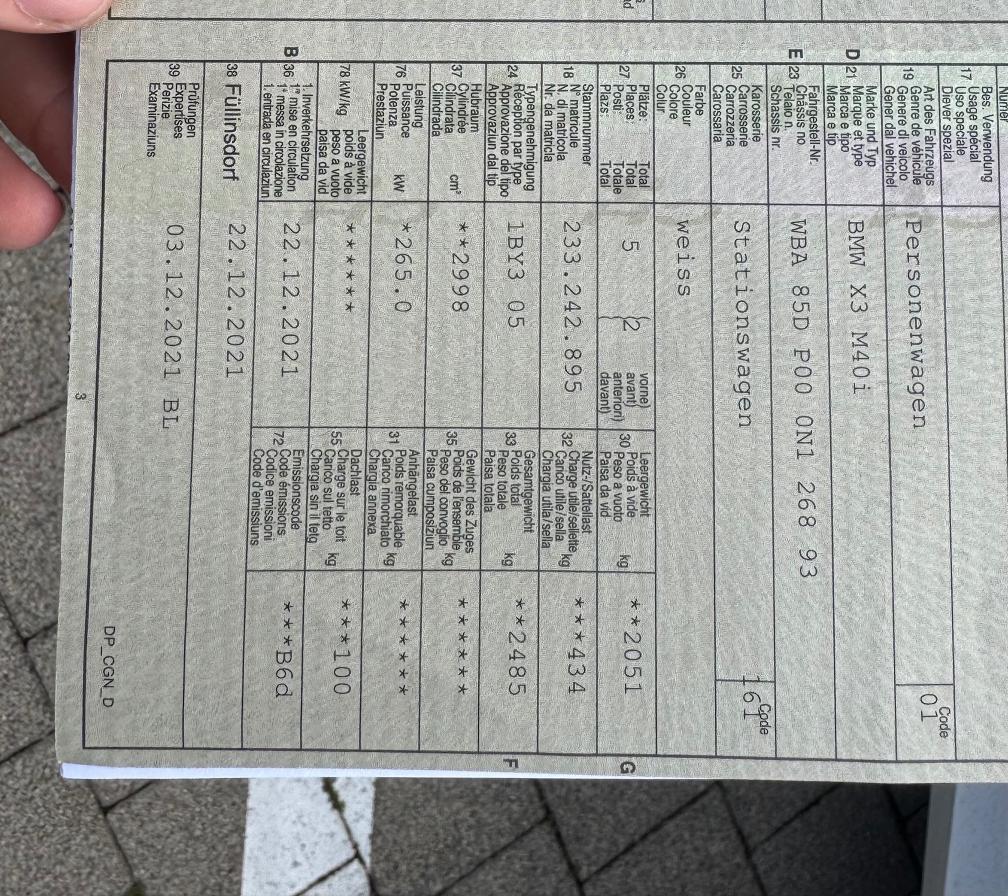 17 Bes. Verwendung
Usage spécial
Uso speciale
Diever spezial
19 Art des Fahrzeugs
Genre de véhicule
Genere di veicolo
Gener dal vehichel
Personenwagen
Code
01
D 21 Marke und Typ
Marque et type
Marca e tipo
Marca e tip
BMW X3 M40i
E 23 Fahrgestell-Nr.
Châssis no
Telaio n.
Schassis nr.
WBA 85D P00 0N1 268 93
25 Karosserie
Carrosserie
Carrozzeria
Carossaria
Stationswagen
Code
161
26 Farbe
Couleur
Colore
Colur
weiss
27 Plätze: Total
Places: Total
Posti: Totale
Plazs: Total
5 (2 vorne)
avant)
anteriori)
davant)
G
30 Leergewicht
Poids à vide
Peso a vuoto kg
Paisa da vid
**2051
18 Stammnummer
N° matricule
N. matricola
Nr. da matricla
233.242.895
32 Nutz-/Sattellast
Charge utile/sellette kg
Carico utile/sella
Chargia utila/sella
***434
24 Typengenehmigung
Réception par type
Approvazione del tipo
Approvaziun dal tip
1BY3 05
F
33 Gesamtgewicht
Poids total
Peso totale kg
Paisa totala
**2485
37 Hubraum
Cylindrée
Cilindrata cm³
Cilindrada
**2998
35 Gewicht des Zuges
Poids de l'ensemble
Peso del convoglio kg
Paisa cumposiziun
******
76 Leistung
Puissance
Potenza kW
Prestaziun
*265.0
31 Anhängelast
Poids remorquable
Carico rimorchiato kg
Chargia annexa
******
78 kW/kg Leergewicht
poids à vide
peso a vuoto
paisa da vid
******
55 Dachlast
Charge sur le toit
Carico sul tetto kg
Chargia sin il tetg
***100
B 36 1. Inverkehrsetzung
1re mise en circulation
1a messa in circolazione
1. entrada en circulaziun
22.12.2021
72 Emissionscode
Code émissions
Codice emissioni
Code d'emissiuns
***B6d
38 Füllinsdorf
22.12.2021
39 Prüfungen
Expertises
Perizie
Examinaziuns
03.12.2021 BL
DP_CGN_D
3